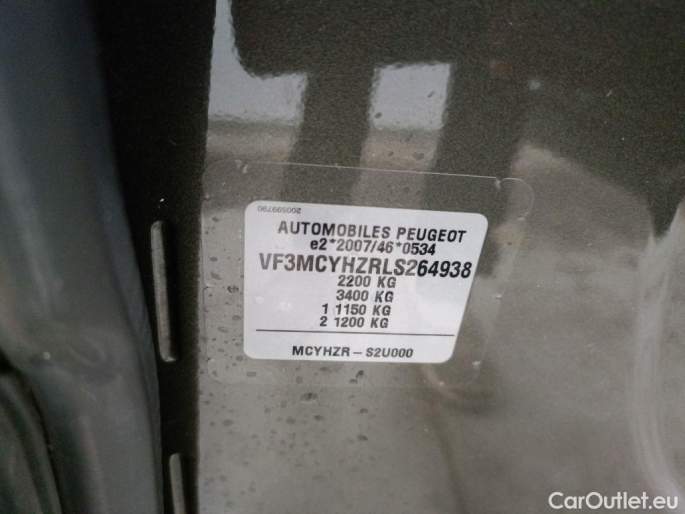 200599790
AUTOMOBILES PEUGEOT
e2*2007/46*0534
VF3MCYHZRLS264938
2200 KG
3400 KG
1 1150 KG
2 1200 KG
MCYHZR - S2U000
CarOutlet.eu